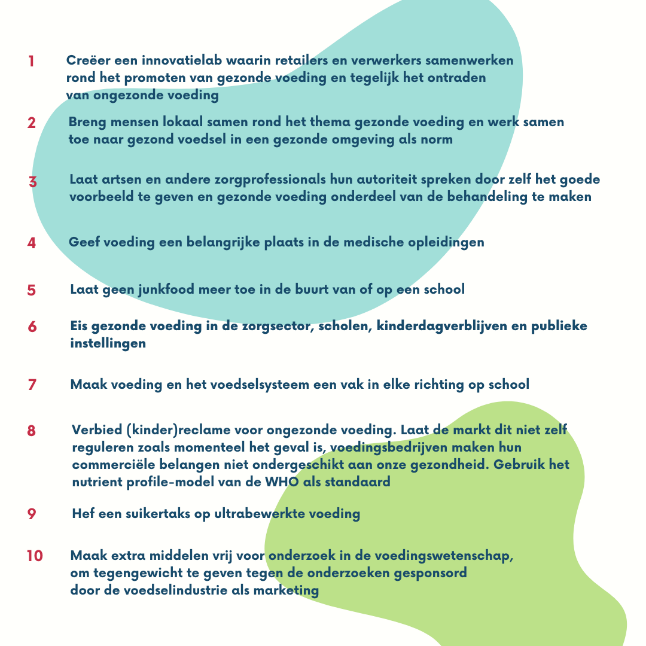 1 Creëer een innovatielab waarin retailers en verwerkers samenwerken
rond het promoten van gezonde voeding en tegelijk het ontraden
van ongezonde voeding
2 Breng mensen lokaal samen rond het thema gezonde voeding en werk samen
toe naar gezond voedsel in een gezonde omgeving als norm
3 Laat artsen en andere zorgprofessionals hun autoriteit spreken door zelf het goede
voorbeeld te geven en gezonde voeding onderdeel van de behandeling te maken
4 Geef voeding een belangrijke plaats in de medische opleidingen
5 Laat geen junkfood meer toe in de buurt van of op een school
6 Eis gezonde voeding in de zorgsector, scholen, kinderdagverblijven en publieke
instellingen
7 Maak voeding en het voedselsysteem een vak in elke richting op school
8 Verbied (kinder)reclame voor ongezonde voeding. Laat de markt dit niet zelf
reguleren zoals momenteel het geval is, voedingsbedrijven maken hun
commerciële belangen niet ondergeschikt aan onze gezondheid. Gebruik het
nutrient profile-model van de WHO als standaard
9 Hef een suikertaks op ultrabewerkte voeding
10 Maak extra middelen vrij voor onderzoek in de voedingswetenschap,
om tegengewicht te geven tegen de onderzoeken gesponsord
door de voedselindustrie als marketing